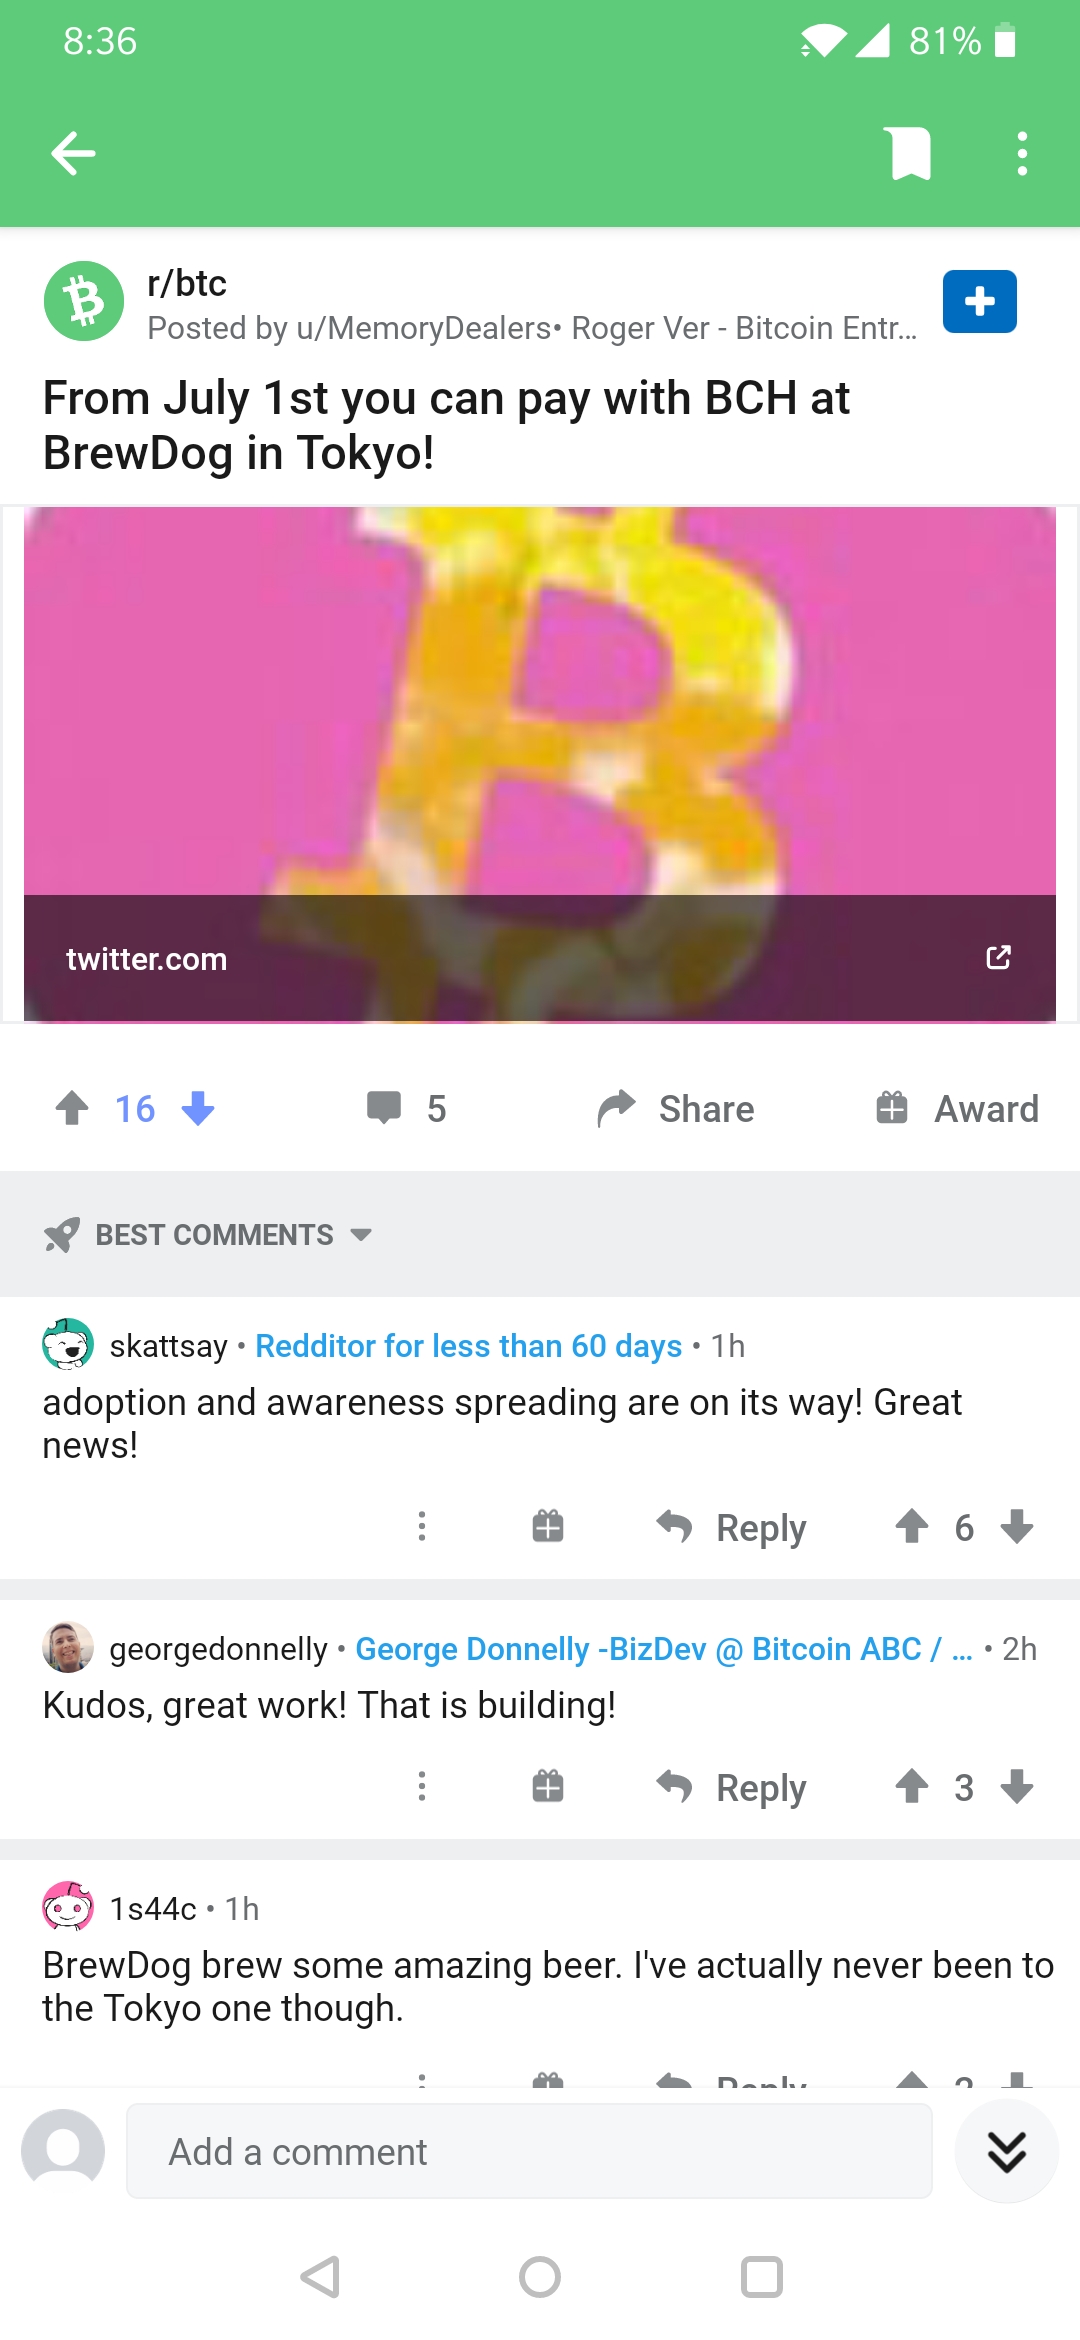 8:36
81%
r/btc
Posted by u/MemoryDealers• Roger Ver - Bitcoin Entr...
From July 1st you can pay with BCH at
BrewDog in Tokyo!
twitter.com
16
5
Share
Award
BEST COMMENTS
skattsay • Redditor for less than 60 days • 1h
adoption and awareness spreading are on its way! Great
news!
Reply
6
georgedonnelly • George Donnelly -BizDev @ Bitcoin ABC / ... • 2h
Kudos, great work! That is building!
Reply
3
1s44c • 1h
BrewDog brew some amazing beer. I've actually never been to
the Tokyo one though.
Reply
Add a comment